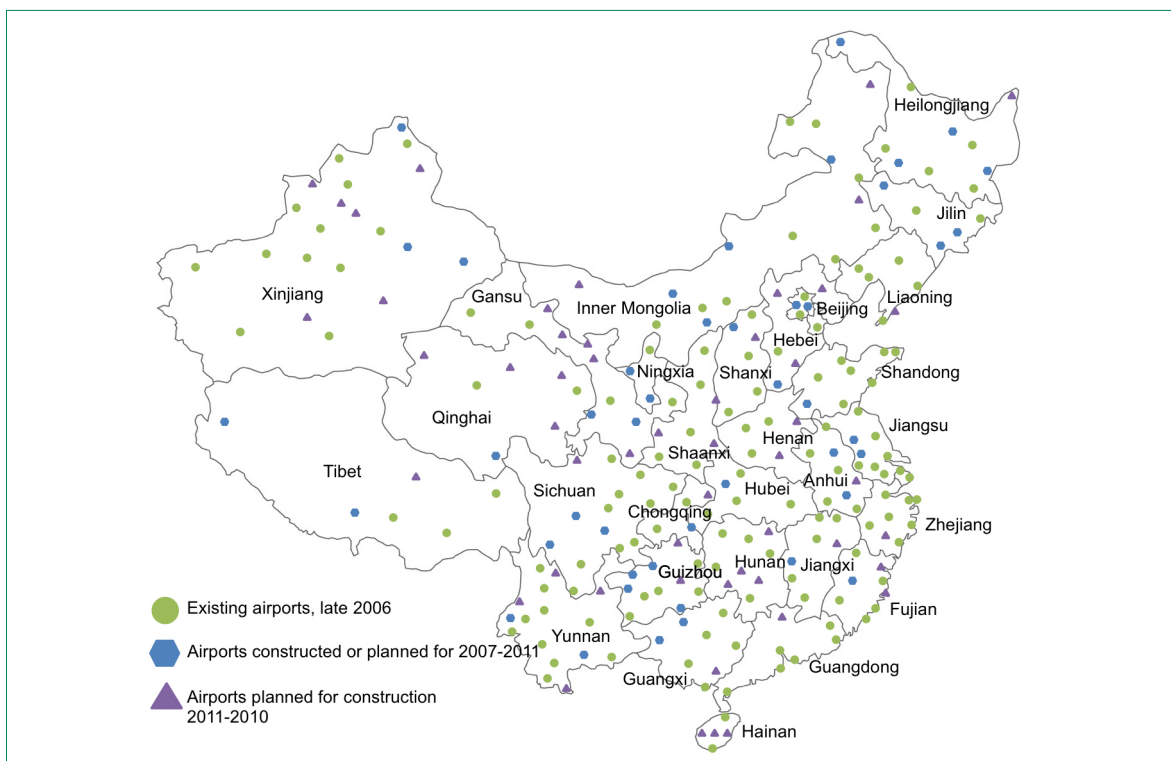 Heilongjiang
Jilin
Xinjiang
Gansu
Inner Mongolia
Beijing
Liaoning
Hebei
Ningxia
Shanxi
Shandong
Qinghai
Jiangsu
Henan
Shaanxi
Tibet
Sichuan
Hubei
Anhui
Chongqing
Zhejiang
Hunan
Jiangxi
Guizhou
Existing airports, late 2006
Fujian
Yunnan
Airports constructed or planned for 2007-2011
Guangdong
Guangxi
Airports planned for construction
2011-2010
Hainan